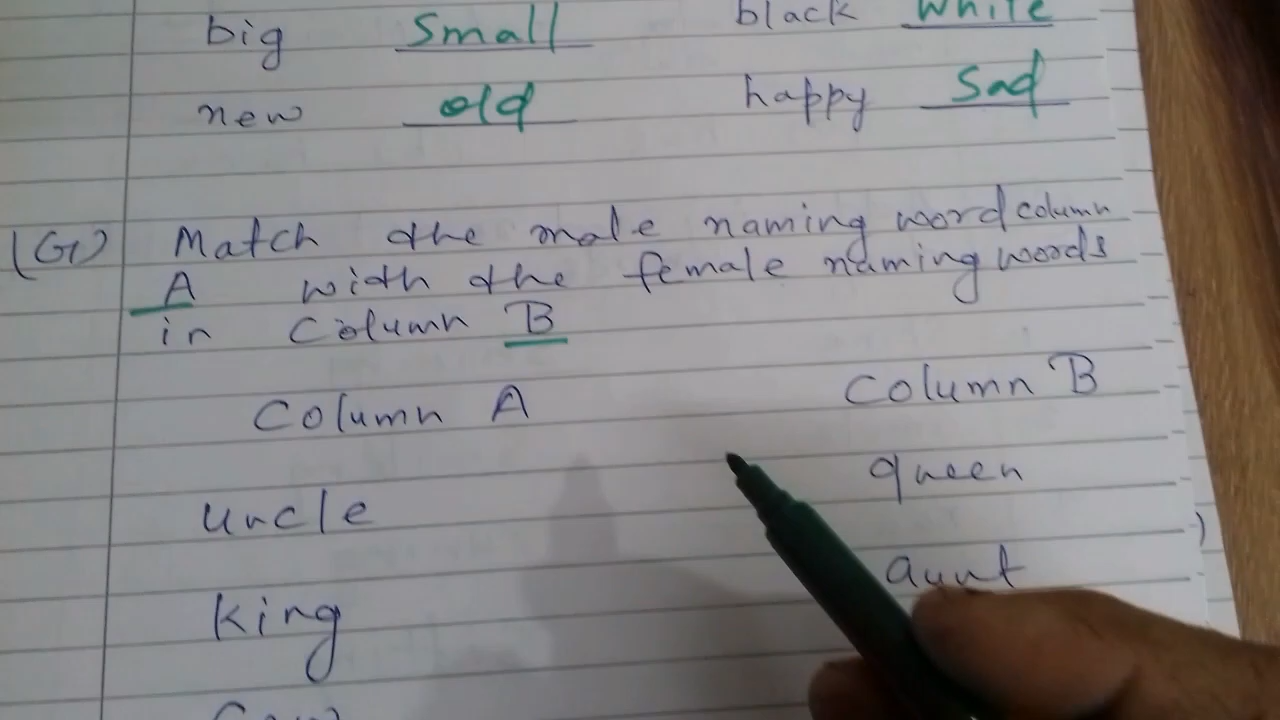 big small black white
new old happy sad
(G) Match the male naming word column
A with the female naming words
in Column B
Column A Column B
uncle queen
king aunt